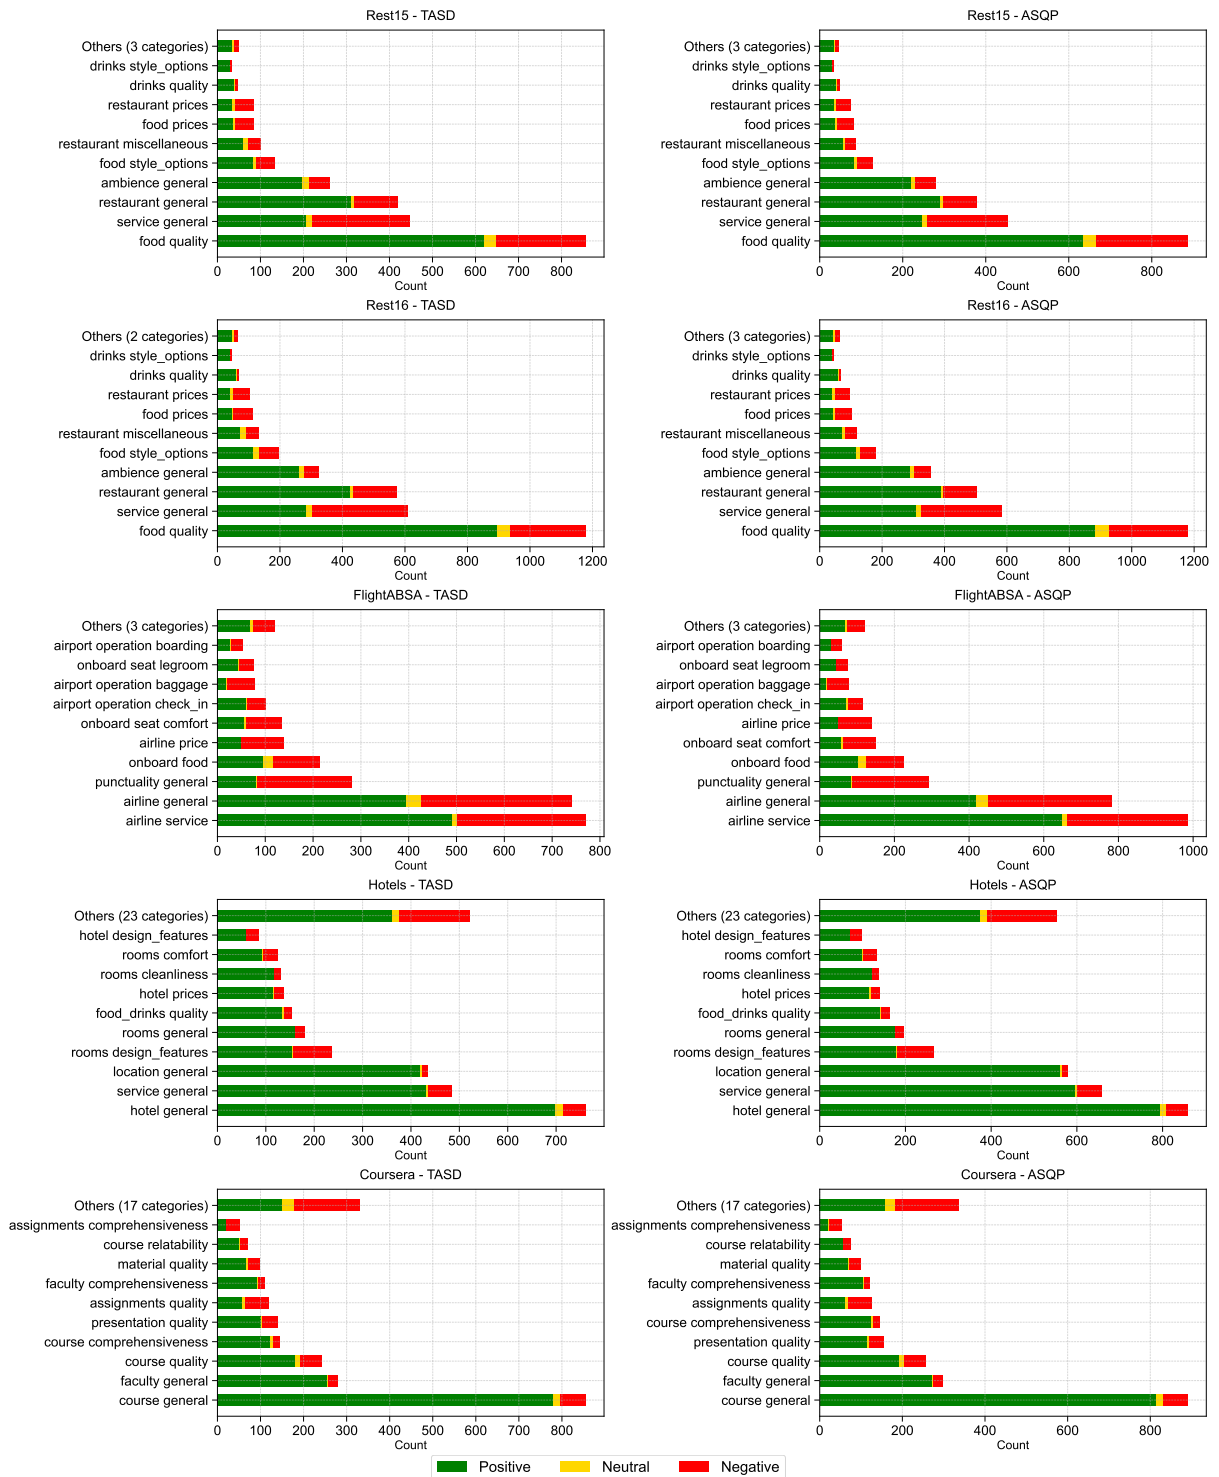 Rest15 - TASD
Others (3 categories)
drinks style_options
drinks quality
restaurant prices
food prices
restaurant miscellaneous
food style_options
ambience general
restaurant general
service general
food quality
0 100 200 300 400 500 600 700 800
Count
Rest15 - ASQP
Others (3 categories)
drinks style_options
drinks quality
restaurant prices
food prices
restaurant miscellaneous
food style_options
ambience general
restaurant general
service general
food quality
0 200 400 600 800
Count
Rest16 - TASD
Others (2 categories)
drinks style_options
drinks quality
restaurant prices
food prices
restaurant miscellaneous
food style_options
ambience general
restaurant general
service general
food quality
0 200 400 600 800 1000 1200
Count
Rest16 - ASQP
Others (3 categories)
drinks style_options
drinks quality
restaurant prices
food prices
restaurant miscellaneous
food style_options
ambience general
restaurant general
service general
food quality
0 200 400 600 800 1000 1200
Count
FlightABSA - TASD
Others (3 categories)
airport operation boarding
onboard seat legroom
airport operation baggage
airport operation check_in
onboard seat comfort
airline price
onboard food
punctuality general
airline general
airline service
0 100 200 300 400 500 600 700 800
Count
FlightABSA - ASQP
Others (3 categories)
airport operation boarding
onboard seat legroom
airport operation baggage
airport operation check_in
airline price
onboard seat comfort
onboard food
punctuality general
airline general
airline service
0 200 400 600 800 1000
Count
Hotels - TASD
Others (23 categories)
hotel design_features
rooms comfort
rooms cleanliness
hotel prices
food_drinks quality
rooms general
rooms design_features
location general
service general
hotel general
0 100 200 300 400 500 600 700
Count
Hotels - ASQP
Others (23 categories)
hotel design_features
rooms comfort
rooms cleanliness
hotel prices
food_drinks quality
rooms general
rooms design_features
location general
service general
hotel general
0 200 400 600 800
Count
Coursera - TASD
Others (17 categories)
assignments comprehensiveness
course relatability
material quality
faculty comprehensiveness
assignments quality
presentation quality
course comprehensiveness
course quality
faculty general
course general
0 100 200 300 400 500 600 700 800
Count
Coursera - ASQP
Others (17 categories)
assignments comprehensiveness
course relatability
material quality
faculty comprehensiveness
assignments quality
course comprehensiveness
presentation quality
course quality
faculty general
course general
0 200 400 600 800
Count
Positive Neutral Negative